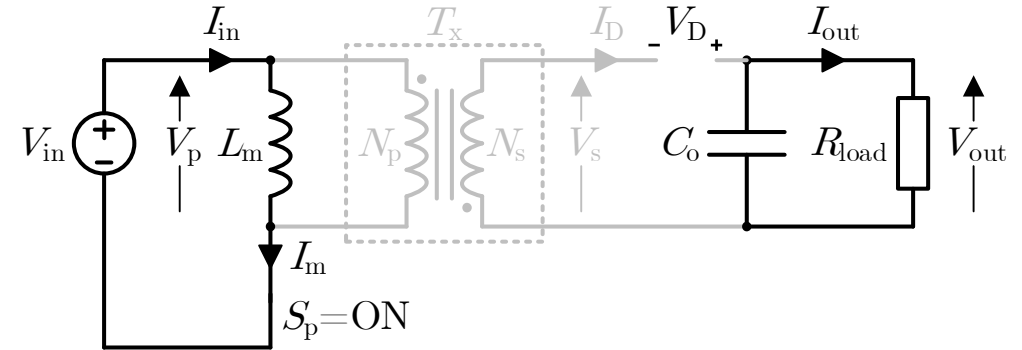 I_in
T_x
I_D
- V_D +
I_out
V_in
+
-
V_p
L_m
N_p
N_s
V_s
C_o
R_load
V_out
I_m
S_p=ON